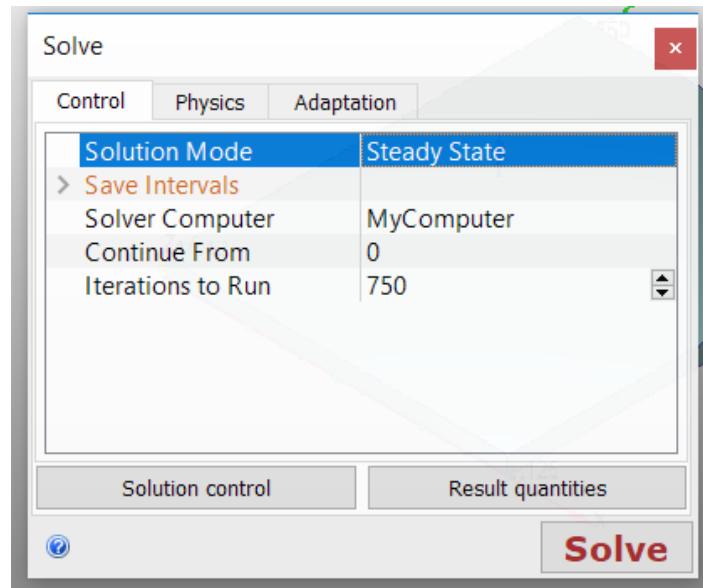 Solve
Control Physics Adaptation
Solution Mode Steady State
Save Intervals
Solver Computer MyComputer
Continue From 0
Iterations to Run 750
Solution control Result quantities
Solve